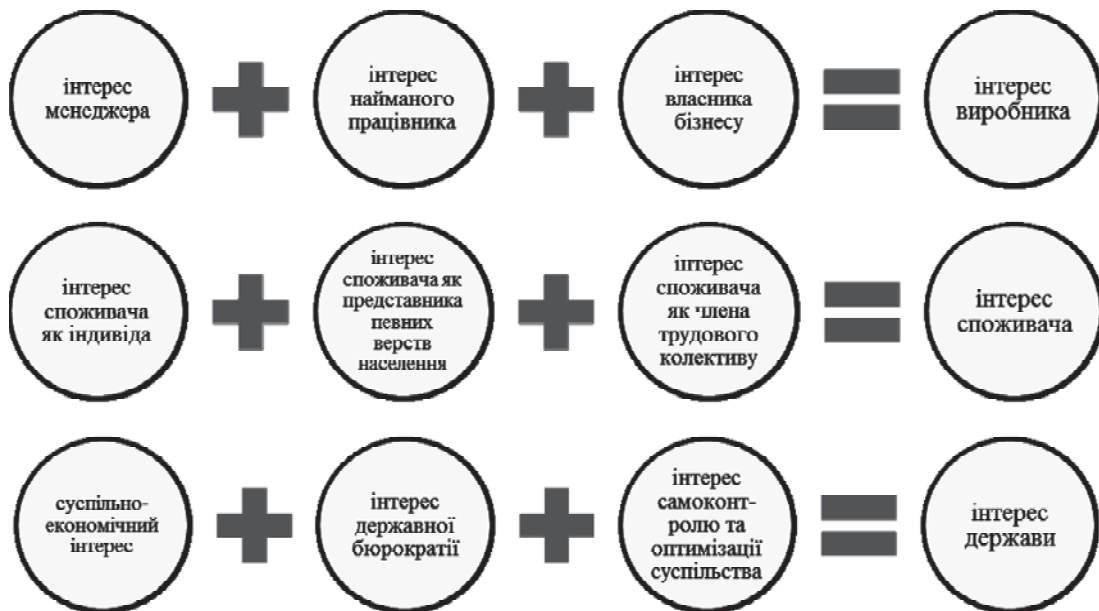 інтерес
менеджера
інтерес
найманого
працівника
інтерес
власника
бізнесу
інтерес
виробника
інтерес
споживача
як індивіда
інтерес
споживача як
представника
певних
верств
населення
інтерес
споживача
як члена
трудового
колективу
інтерес
споживача
суспільно-
економічний
інтерес
інтерес
державної
бюрократії
інтерес
самоконт-
ролю та
оптимізації
суспільства
інтерес
держави